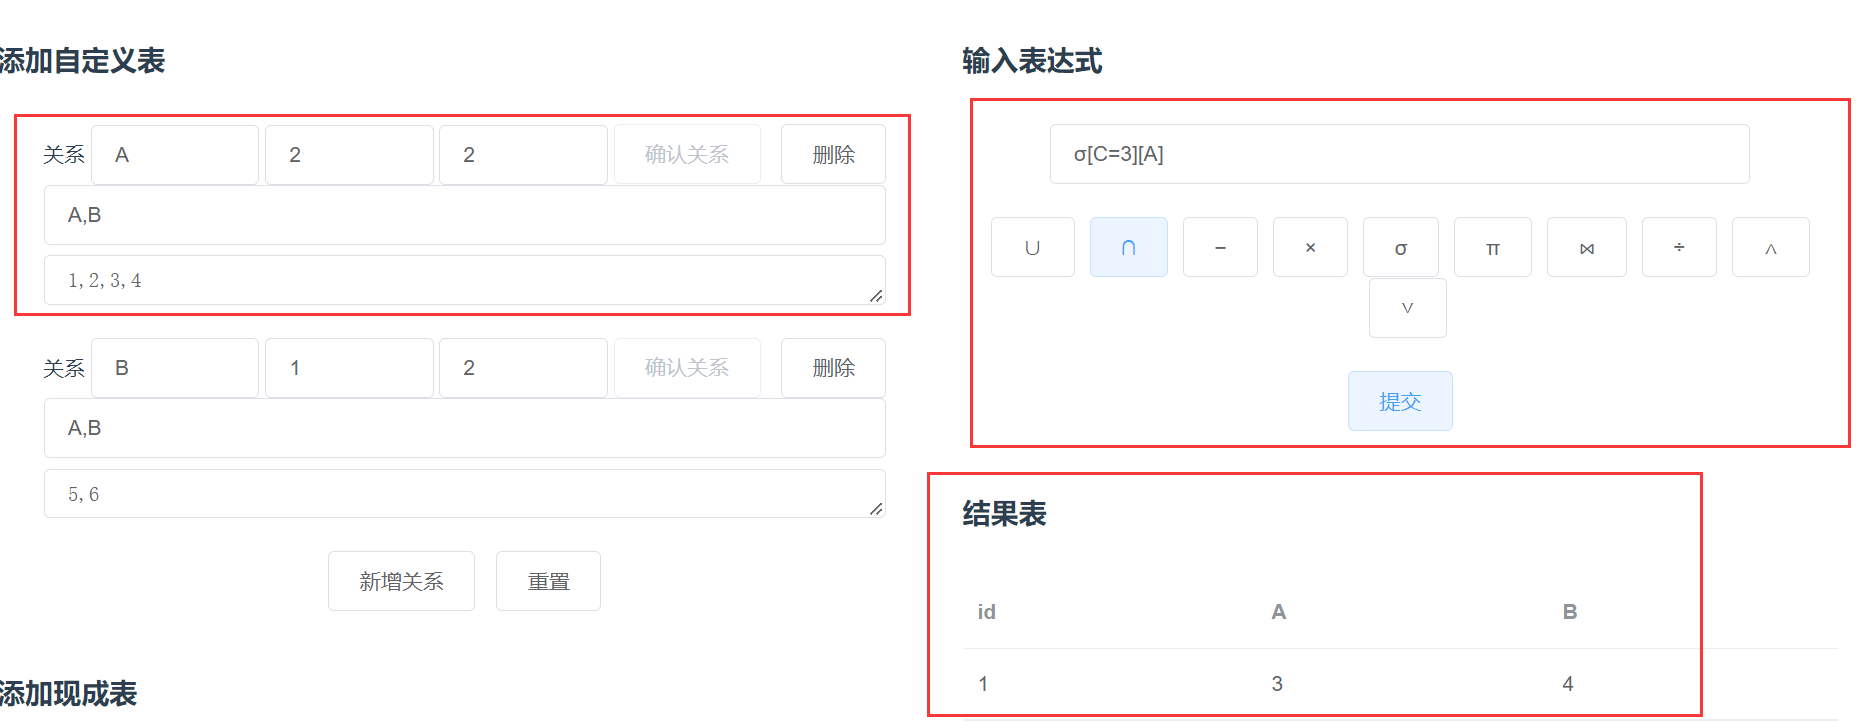 添加自定义表
关系 A 2 2 确认关系 删除
A,B
1,2,3,4
关系 B 1 2 确认关系 删除
A,B
5,6
新增关系 重置
添加现成表
输入表达式
σ[C=3][A]
∪ ∩ − × σ π ⋈ ÷ ∧
∨
提交
结果表
id A B
1 3 4